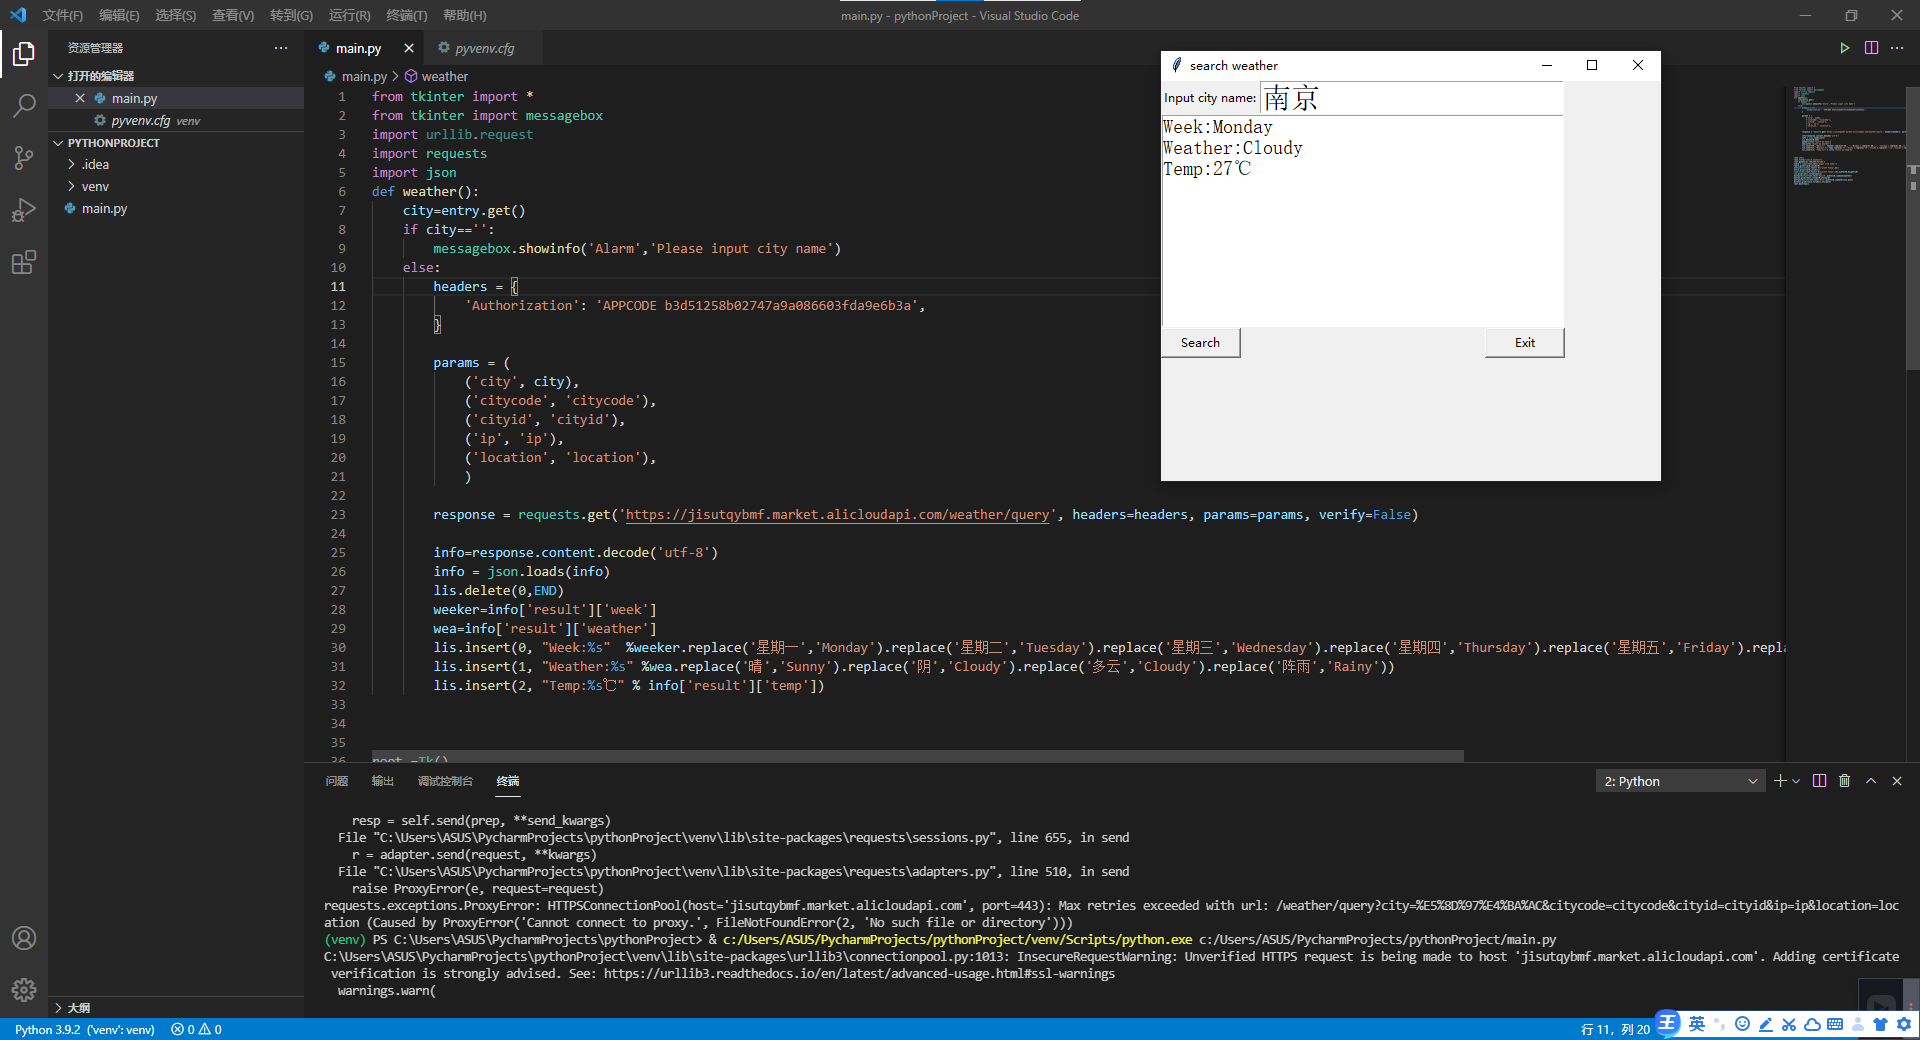 文件(F) 编辑(E) 选择(S) 查看(V) 转到(G) 运行(R) 终端(T) 帮助(H)
main.py - pythonProject - Visual Studio Code
资源管理器
打开的编辑器
main.py
pyvenv.cfg venv
PYTHONPROJECT
.idea
venv
main.py
大纲
main.py
pyvenv.cfg
main.py
weather
1 from tkinter import *
2 from tkinter import messagebox
3 import urllib.request
4 import requests
5 import json
6 def weather():
7 city=entry.get()
8 if city=='':
9 messagebox.showinfo('Alarm','Please input city name')
10 else:
11 headers = {
12 'Authorization': 'APPCODE b3d51258b02747a9a086603fda9e6b3a',
13 }
14
15 params = (
16 ('city', city),
17 ('citycode', 'citycode'),
18 ('cityid', 'cityid'),
19 ('ip', 'ip'),
20 ('location', 'location'),
21 )
22
23 response = requests.get('https://jisutqybmf.market.alicloudapi.com/weather/query', headers=headers, params=params, verify=False)
24
25 info=response.content.decode('utf-8')
26 info = json.loads(info)
27 lis.delete(0,END)
28 weeker=info['result']['week']
29 wea=info['result']['weather']
30 lis.insert(0, "Week:%s" %weeker.replace('星期一','Monday').replace('星期二','Tuesday').replace('星期三','Wednesday').replace('星期四','Thursday').replace('星期五','Friday').repla
31 lis.insert(1, "Weather:%s" %wea.replace('晴','Sunny').replace('阴','Cloudy').replace('多云','Cloudy').replace('阵雨','Rainy'))
32 lis.insert(2, "Temp:%s℃" % info['result']['temp'])
33
34
35
36 root =Tk()
search weather
Input city name: 南京
Week:Monday
Weather:Cloudy
Temp:27℃
Search
Exit
问题 输出 调试控制台 终端
2: Python
resp = self.send(prep, **send_kwargs)
File "C:\Users\ASUS\PycharmProjects\pythonProject\venv\lib\site-packages\requests\sessions.py", line 655, in send
r = adapter.send(request, **kwargs)
File "C:\Users\ASUS\PycharmProjects\pythonProject\venv\lib\site-packages\requests\adapters.py", line 510, in send
raise ProxyError(e, request=request)
requests.exceptions.ProxyError: HTTPSConnectionPool(host='jisutqybmf.market.alicloudapi.com', port=443): Max retries exceeded with url: /weather/query?city=%E5%8D%97%E4%BA%AC&citycode=citycode&cityid=cityid&ip=ip&location=loc
ation (Caused by ProxyError('Cannot connect to proxy.', FileNotFoundError(2, 'No such file or directory')))
(venv) PS C:\Users\ASUS\PycharmProjects\pythonProject> & c:/Users/ASUS/PycharmProjects/pythonProject/venv/Scripts/python.exe c:/Users/ASUS/PycharmProjects/pythonProject/main.py
C:\Users\ASUS\PycharmProjects\pythonProject\venv\lib\site-packages\urllib3\connectionpool.py:1013: InsecureRequestWarning: Unverified HTTPS request is being made to host 'jisutqybmf.market.alicloudapi.com'. Adding certificate
verification is strongly advised. See: https://urllib3.readthedocs.io/en/latest/advanced-usage.html#ssl-warnings
warnings.warn(
Python 3.9.2 ('venv': venv) 0 0
行 11，列 20
英